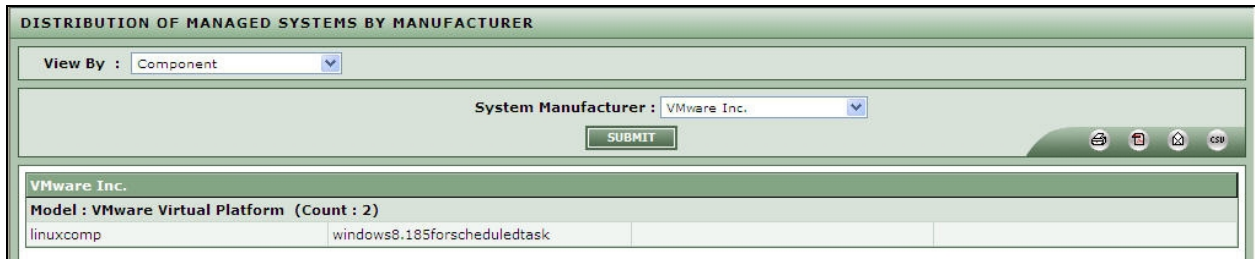 DISTRIBUTION OF MANAGED SYSTEMS BY MANUFACTURER
View By : Component
System Manufacturer : VMware Inc.
SUBMIT
CSV
VMware Inc.
Model : VMware Virtual Platform (Count : 2)
linuxcomp windows8.185forscheduledtask